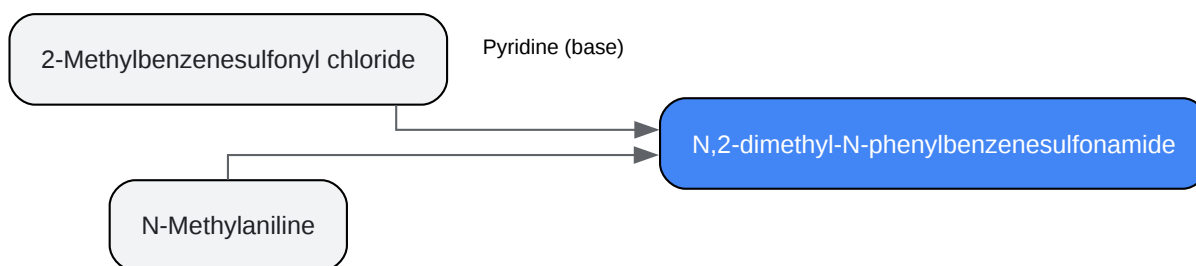 2-Methylbenzenesulfonyl chloride
Pyridine (base)
N,2-dimethyl-N-phenylbenzenesulfonamide
N-Methylaniline